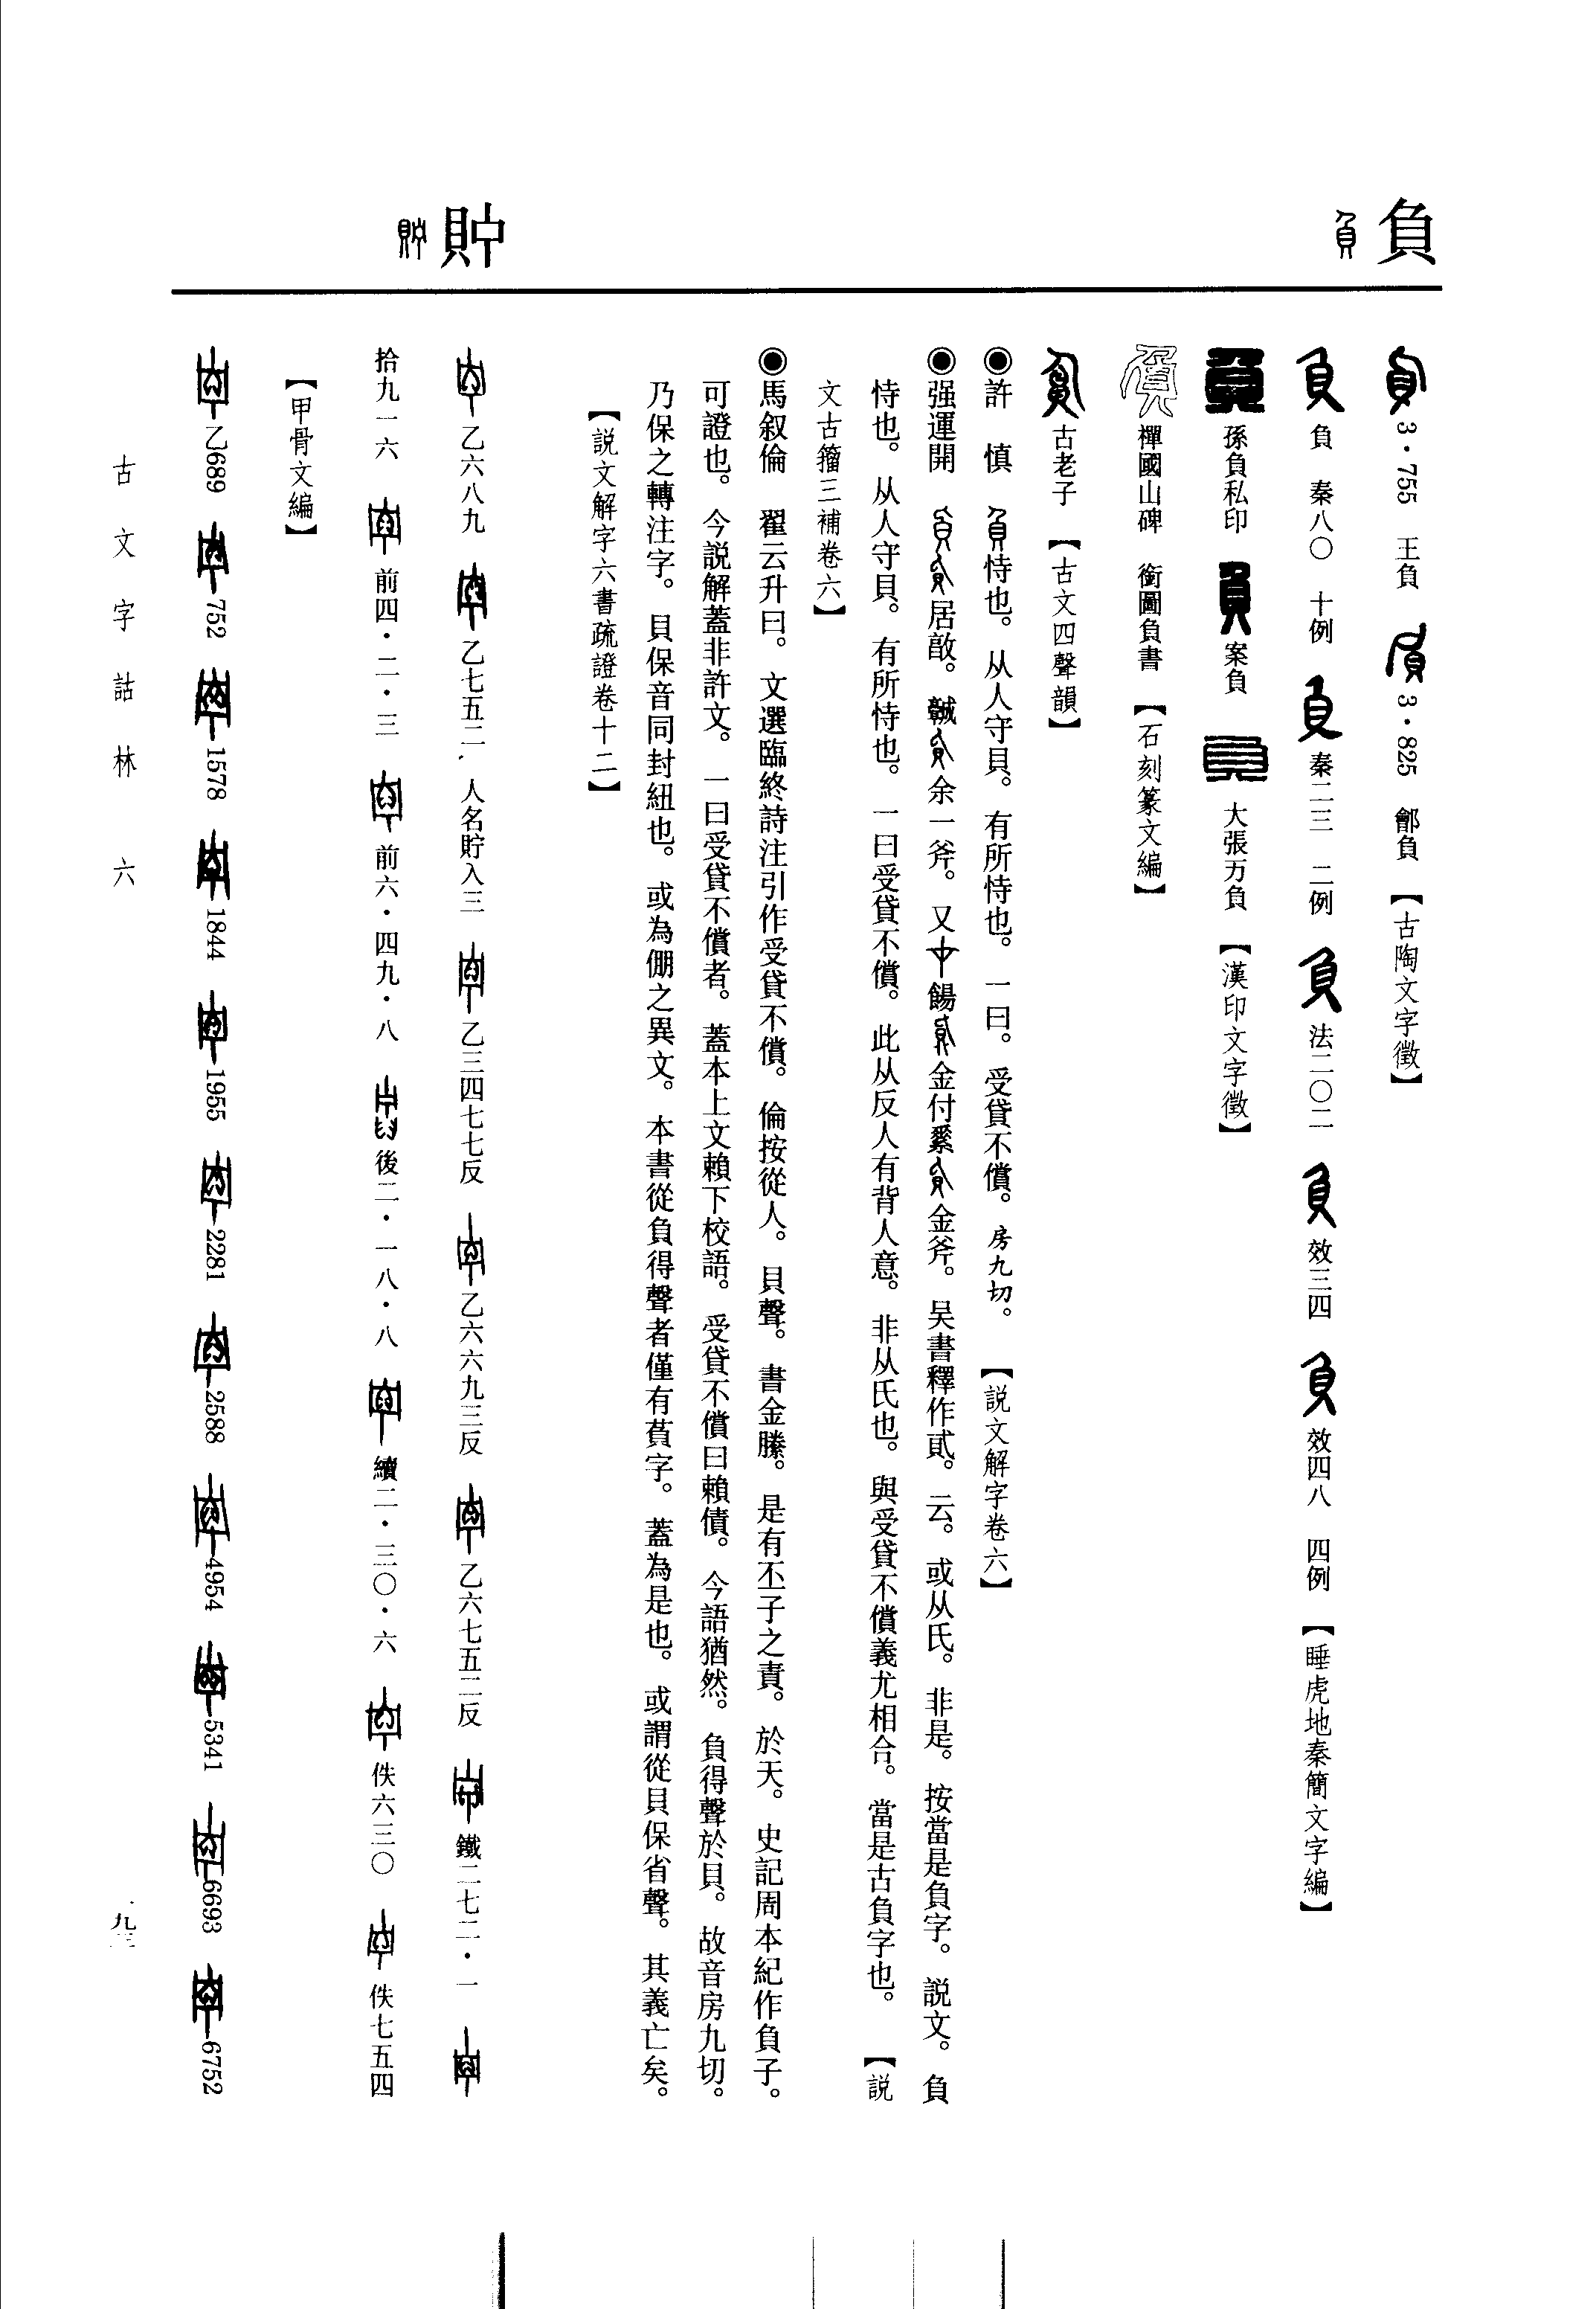 負
3·755 王負 3·825 鄶負【古陶文字徵】
負 秦八〇 十例 秦二三 二例 法二〇二 效三四 效四八 四例【睡虎地秦簡文字編】
孫負私印 案負 大張万負【漢印文字徵】
禪國山碑 銜圖負書【石刻篆文編】
古老子【古文四聲韻】
◉許 慎 負恃也。从人守貝。有所恃也。一曰。受貸不償。房九切。【説文解字卷六】
◉强運開 居敢。余一斧。又餳金付金斧。吴書釋作貳。云。或从氏。非是。按當是負字。説文。負
恃也。从人守貝。有所恃也。一曰受貸不償。此从反人有背人意。非从氏也。與受貸不償義尤相合。當是古負字也。【説
文古籀三補卷六】
◉馬叙倫 翟云升曰。文選臨終詩注引作受貸不償。倫按從人。貝聲。書金縢。是有丕子之責。於天。史記周本紀作負子。
可證也。今説解蓋非許文。一曰受貸不償者。蓋本上文賴下校語。受貸不償曰賴債。今語猶然。負得聲於貝。故音房九切。
乃保之轉注字。貝保音同封紐也。或為倗之異文。本書從負得聲者僅有萯字。蓋為是也。或謂從貝保省聲。其義亡矣。
【説文解字六書疏證卷十二】
貯
乙六八九 乙七五二 人名貯入三 乙三四七七反 乙六六九三反 乙六七五二反 鐵二七二·一
拾九一六 前四·二·三 前六·四九·八 後二·一八·八 續二·三〇·六 佚六三〇 佚七五四
【甲骨文編】
乙689 752 1578 1844 1955 2281 2588 4954 5341 6693 6752
古文字詁林 六